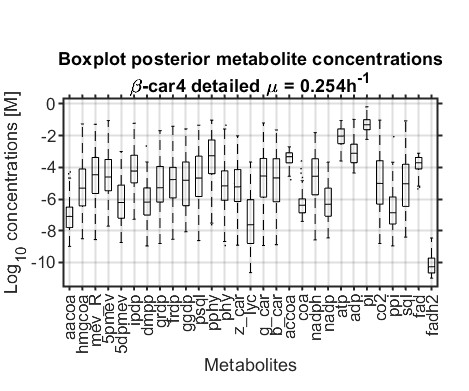 Boxplot posterior metabolite concentrations
β-car4 detailed μ = 0.254h⁻¹
Log₁₀ concentrations [M]
0
-2
-4
-6
-8
-10
aacoa
hmgcoa
mev_R
5pmev
5dpmev
ipdp
dmpp
grdp
frdp
ggdp
psql
pphy
phy
z_car
lyc
g_car
b_car
accoa
coa
nadph
nadp
atp
adp
pi
co2
ppi
sql
fad
fadh2
Metabolites